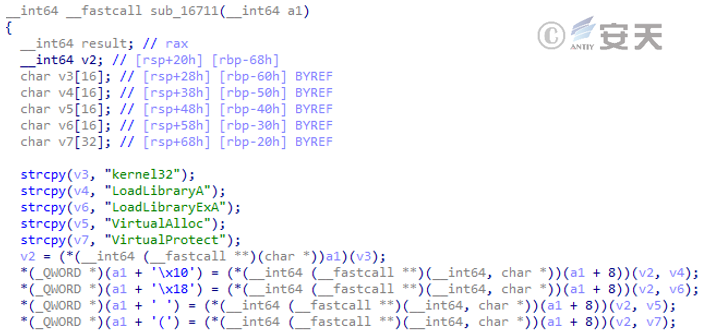 __int64 __fastcall sub_16711(__int64 a1)
© ANTIY 安天
{
  __int64 result; // rax
  __int64 v2; // [rsp+20h] [rbp-68h]
  char v3[16]; // [rsp+28h] [rbp-60h] BYREF
  char v4[16]; // [rsp+38h] [rbp-50h] BYREF
  char v5[16]; // [rsp+48h] [rbp-40h] BYREF
  char v6[16]; // [rsp+58h] [rbp-30h] BYREF
  char v7[32]; // [rsp+68h] [rbp-20h] BYREF
  strcpy(v3, "kernel32");
  strcpy(v4, "LoadLibraryA");
  strcpy(v6, "LoadLibraryExA");
  strcpy(v5, "VirtualAlloc");
  strcpy(v7, "VirtualProtect");
  v2 = (*(__int64 (__fastcall **)(char *))a1)(v3);
  *(_QWORD *)(a1 + '\x10') = (*(__int64 (__fastcall **)(__int64, char *))(a1 + 8))(v2, v4);
  *(_QWORD *)(a1 + '\x18') = (*(__int64 (__fastcall **)(__int64, char *))(a1 + 8))(v2, v6);
  *(_QWORD *)(a1 + ' ') = (*(__int64 (__fastcall **)(__int64, char *))(a1 + 8))(v2, v5);
  *(_QWORD *)(a1 + '(') = (*(__int64 (__fastcall **)(__int64, char *))(a1 + 8))(v2, v7);